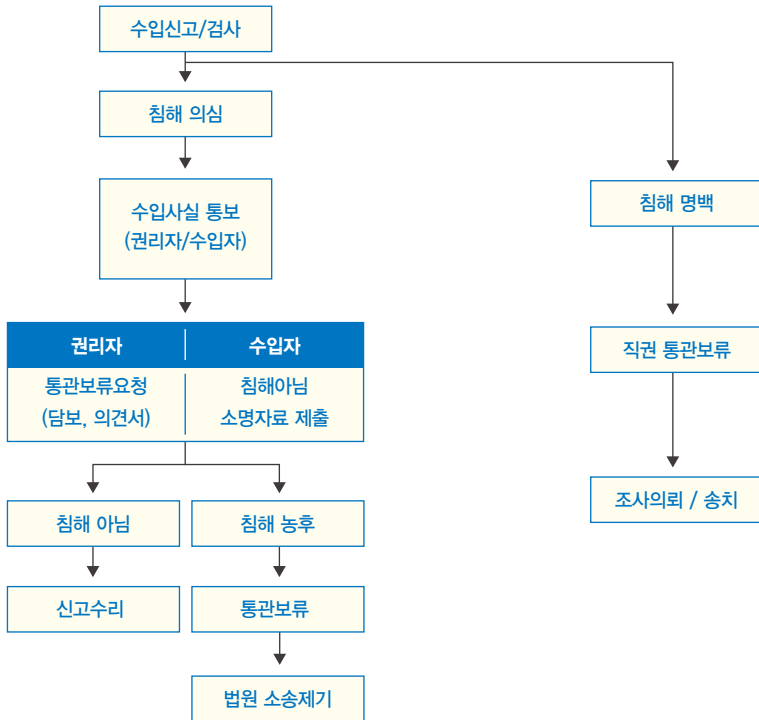 수입신고/검사
침해 의심
수입사실 통보
(권리자/수입자)
침해 명백
권리자
수입자
통관보류요청
(담보, 의견서)
침해아님
소명자료 제출
직권 통관보류
침해 아님
침해 농후
조사의뢰 / 송치
신고수리
통관보류
법원 소송제기